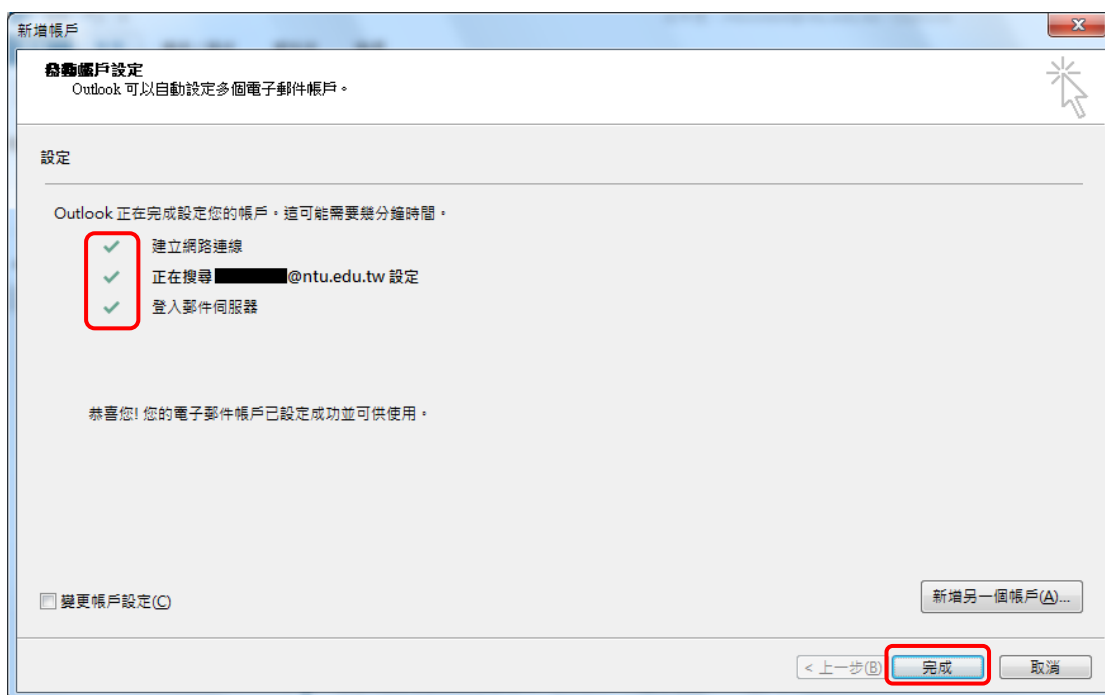 新增帳戶
帳戶設定
Outlook 可以自動設定多個電子郵件帳戶。
設定
Outlook 正在完成設定您的帳戶。這可能需要幾分鐘時間。
建立網路連線
正在搜尋 @ntu.edu.tw 設定
登入郵件伺服器
恭喜您! 您的電子郵件帳戶已設定成功並可供使用。
變更帳戶設定(C)
新增另一個帳戶(A)...
< 上一步(B)
完成
取消